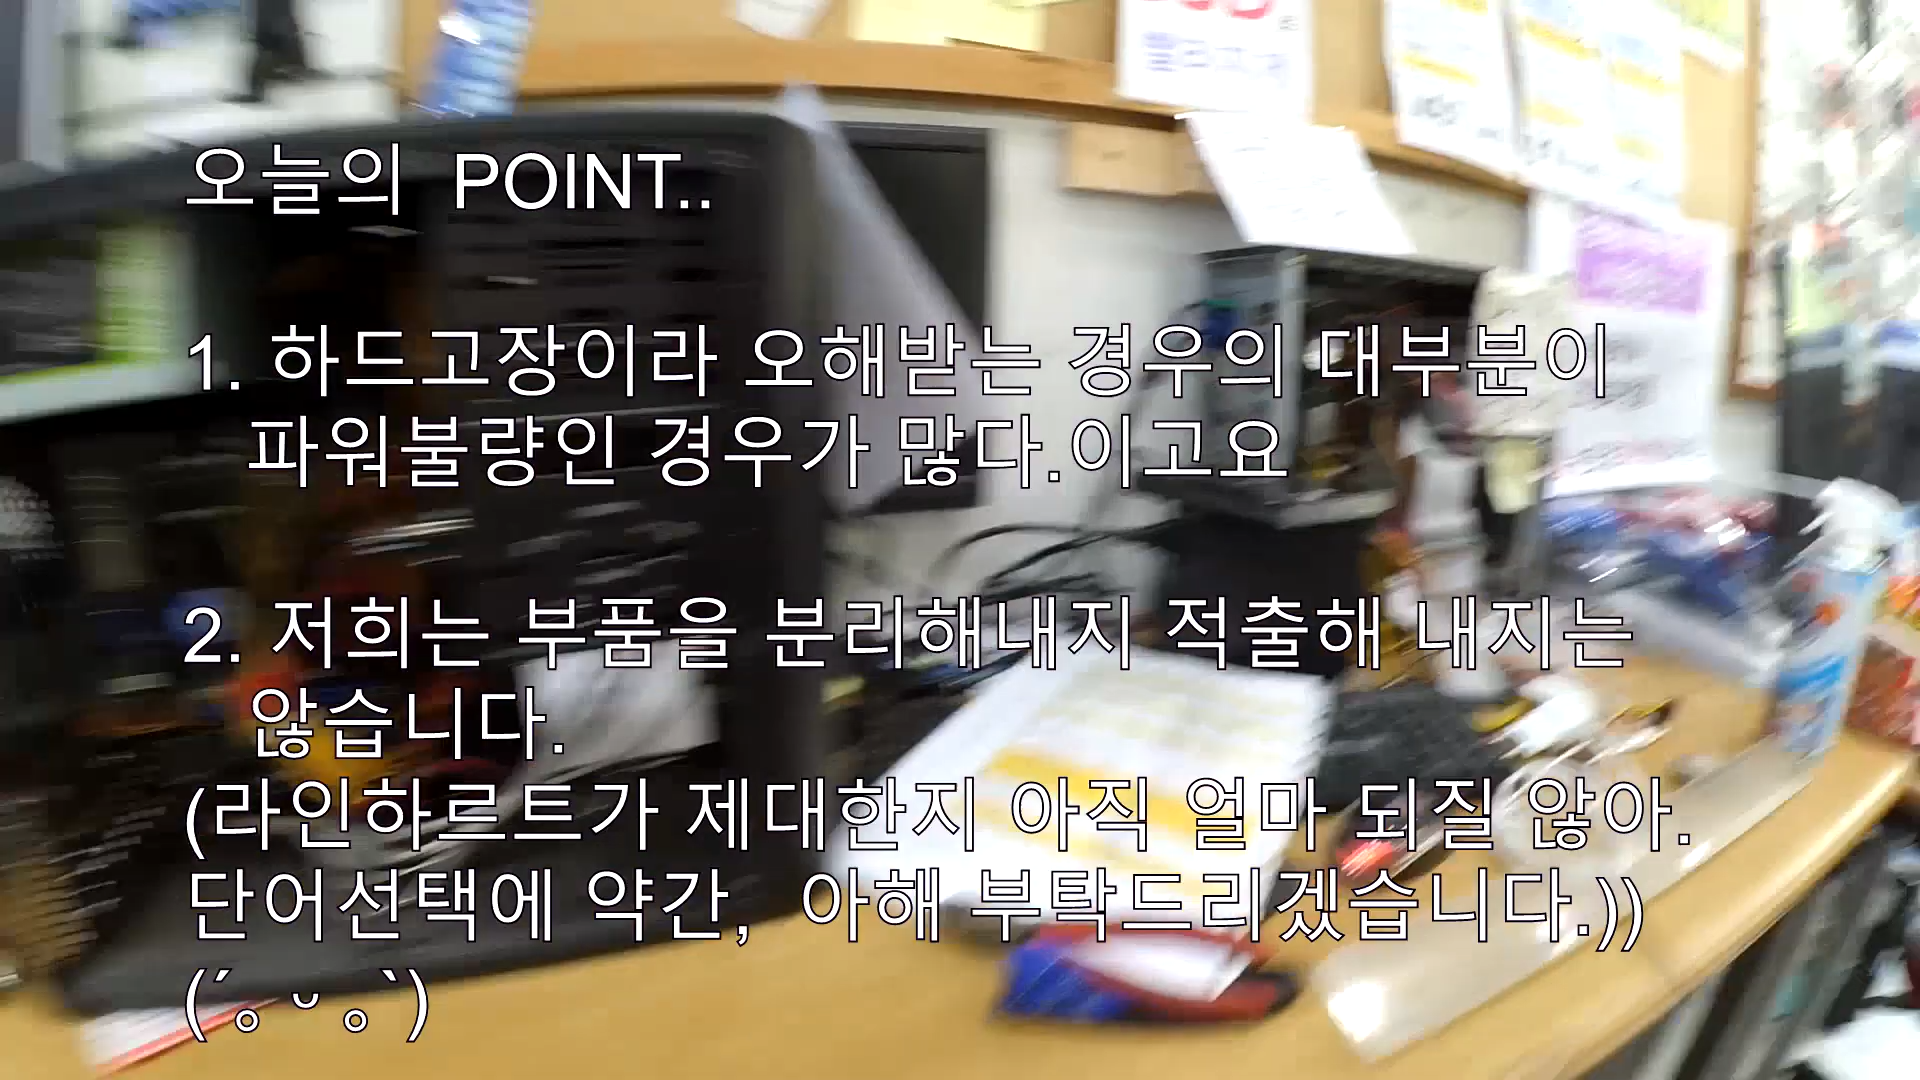 오늘의 POINT..
1. 하드고장이라 오해받는 경우의 대부분이
파워불량인 경우가 많다.이고요
2. 저희는 부품을 분리해내지 적출해 내지는
않습니다.
(라인하르트가 제대한지 아직 얼마 되질 않아.
단어선택에 약간, 아해 부탁드리겠습니다.))
(´。ᵕ 。`)